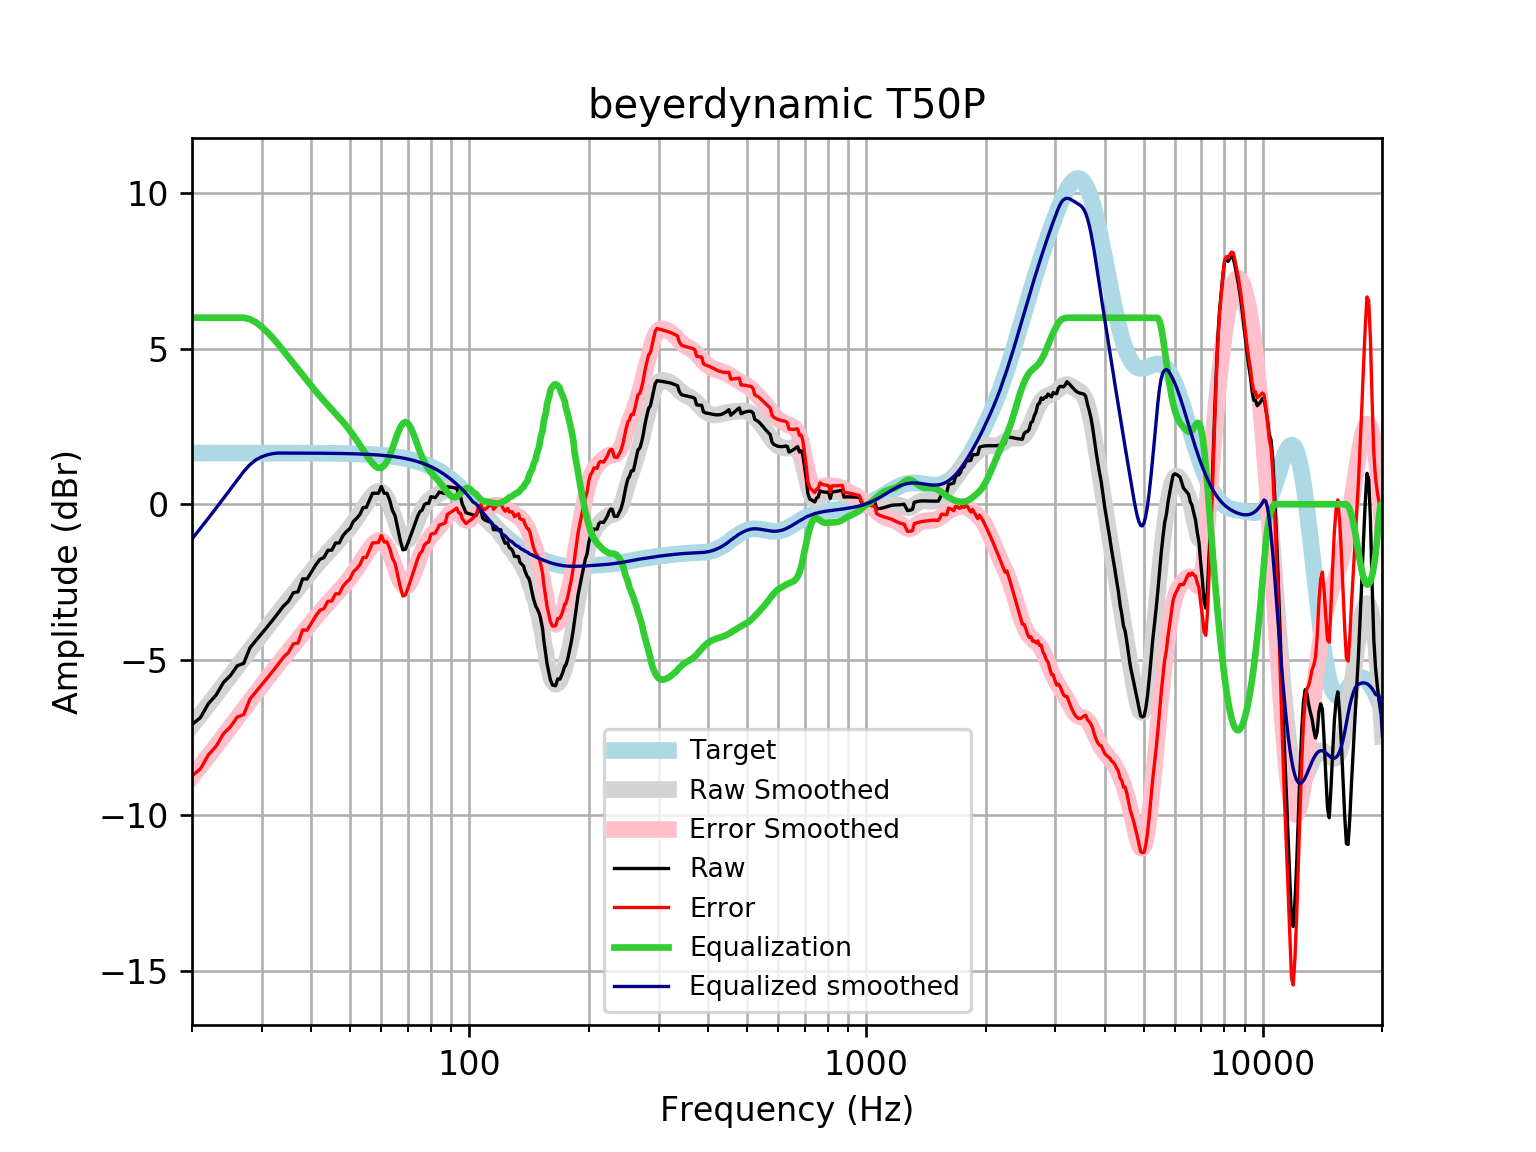 beyerdynamic T50P
10
5
0
−5
−10
−15
Amplitude (dBr)
Target
Raw Smoothed
Error Smoothed
Raw
Error
Equalization
Equalized smoothed
100
1000
10000
Frequency (Hz)